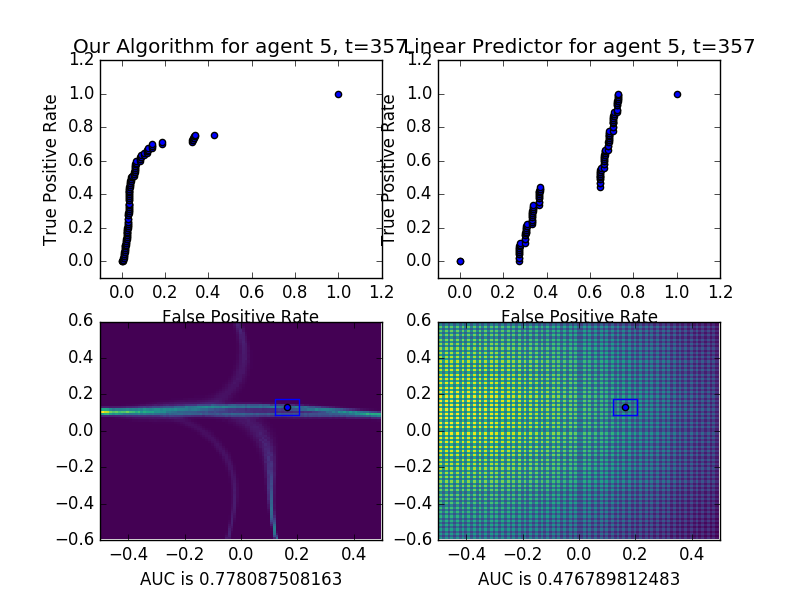 Our Algorithm for agent 5, t=357
Linear Predictor for agent 5, t=357
1.2
1.0
0.8
0.6
0.4
0.2
0.0
True Positive Rate
0.0 0.2 0.4 0.6 0.8 1.0 1.2
False Positive Rate
1.2
1.0
0.8
0.6
0.4
0.2
0.0
True Positive Rate
0.0 0.2 0.4 0.6 0.8 1.0 1.2
False Positive Rate
0.6
0.4
0.2
0.0
−0.2
−0.4
−0.6
−0.4 −0.2 0.0 0.2 0.4
AUC is 0.778087508163
0.6
0.4
0.2
0.0
−0.2
−0.4
−0.6
−0.4 −0.2 0.0 0.2 0.4
AUC is 0.476789812483